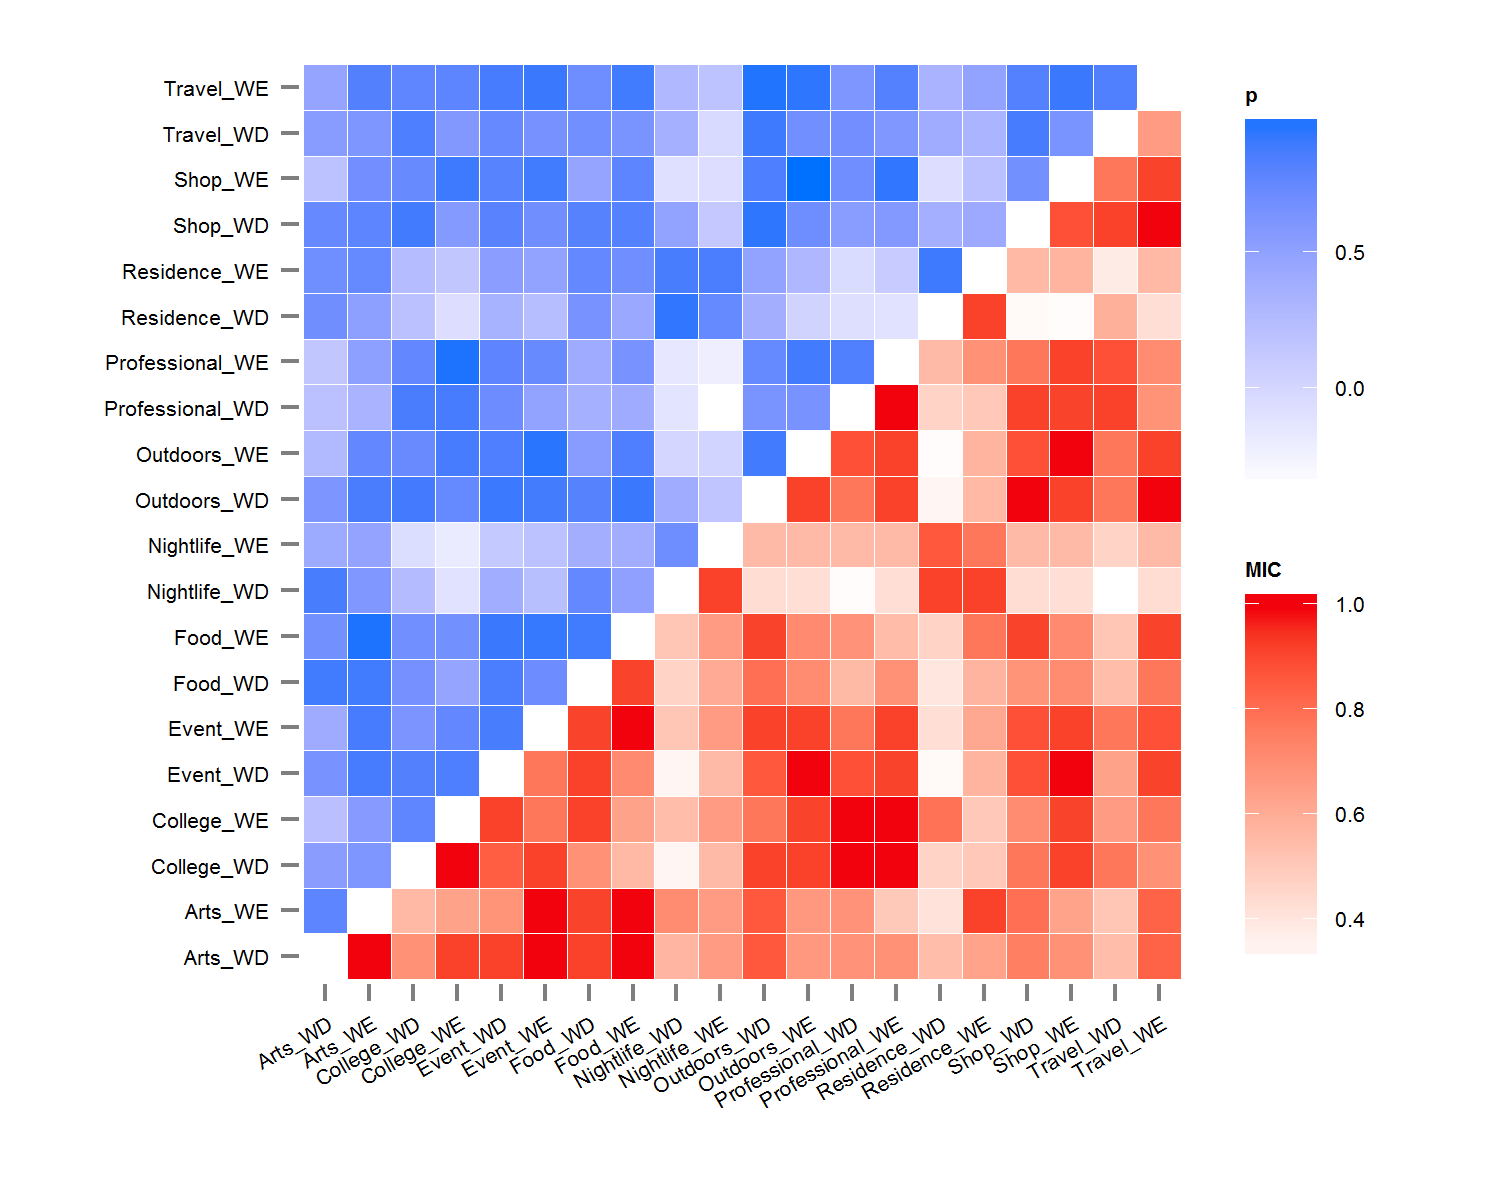 Travel_WE
Travel_WD
Shop_WE
Shop_WD
Residence_WE
Residence_WD
Professional_WE
Professional_WD
Outdoors_WE
Outdoors_WD
Nightlife_WE
Nightlife_WD
Food_WE
Food_WD
Event_WE
Event_WD
College_WE
College_WD
Arts_WE
Arts_WD
Arts_WD
Arts_WE
College_WD
College_WE
Event_WD
Event_WE
Food_WD
Food_WE
Nightlife_WD
Nightlife_WE
Outdoors_WD
Outdoors_WE
Professional_WD
Professional_WE
Residence_WD
Residence_WE
Shop_WD
Shop_WE
Travel_WD
Travel_WE
p
0.5
0.0
MIC
1.0
0.8
0.6
0.4